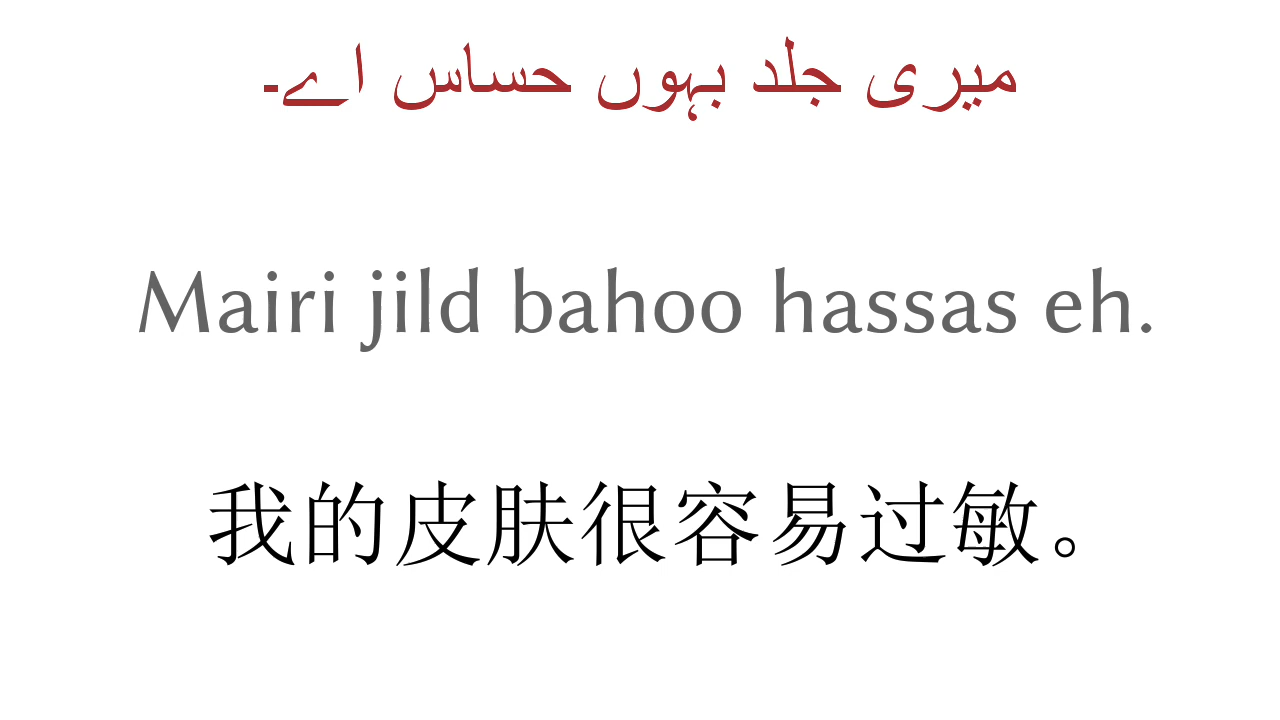 میری جلد بہوں حساس اے۔
Mairi jild bahoo hassas eh.
我的皮肤很容易过敏。